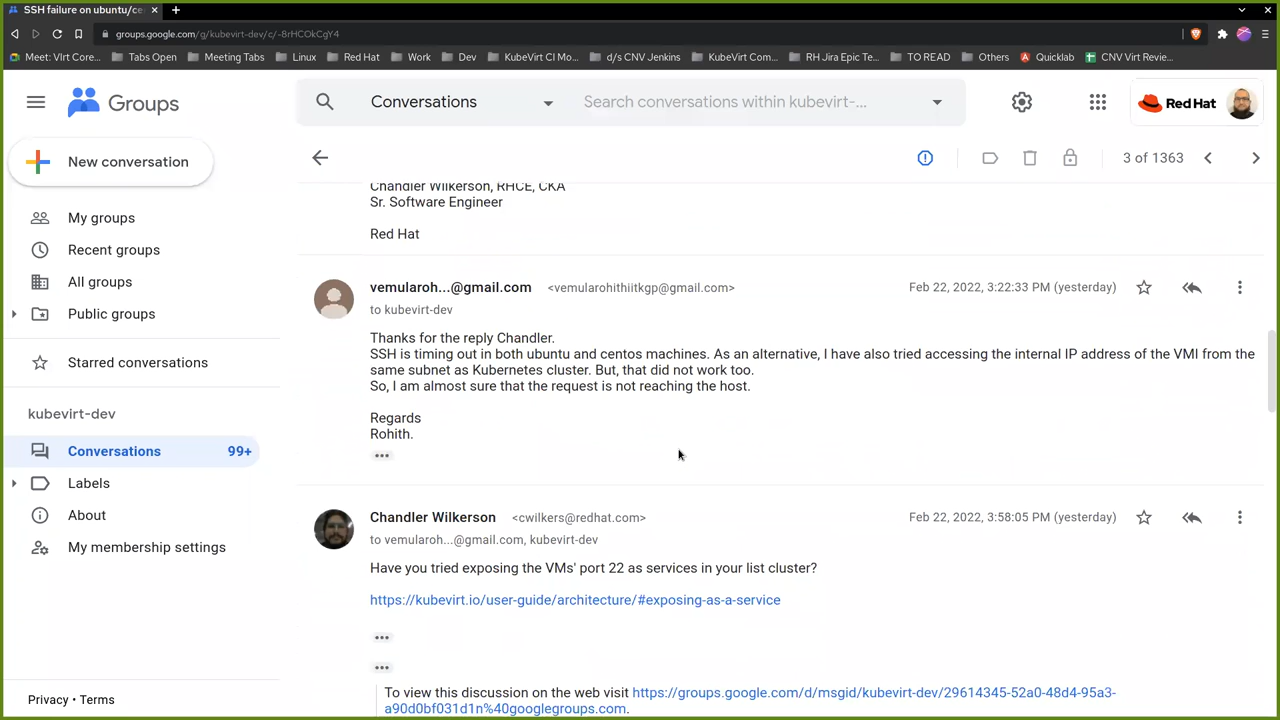 SSH failure on ubuntu/ce
groups.google.com/g/kubevirt-dev/c/-8rHCOkCgY4
Meet: VIrt Core... Tabs Open Meeting Tabs Linux Red Hat Work Dev KubeVirt CI Mo... d/s CNV Jenkins KubeVirt Com... RH Jira Epic Te... TO READ Others Quicklab CNV Virt Revie...
Groups
Conversations
Search conversations within kubevirt-...
Red Hat
New conversation
3 of 1363
My groups
Recent groups
All groups
Public groups
Starred conversations
kubevirt-dev
Conversations 99+
Labels
About
My membership settings
Privacy • Terms
Chandler Wilkerson, RHCE, CKA
Sr. Software Engineer
Red Hat
vemularoh...@gmail.com <vemularohithiitkgp@gmail.com> Feb 22, 2022, 3:22:33 PM (yesterday)
to kubevirt-dev
Thanks for the reply Chandler.
SSH is timing out in both ubuntu and centos machines. As an alternative, I have also tried accessing the internal IP address of the VMI from the
same subnet as Kubernetes cluster. But, that did not work too.
So, I am almost sure that the request is not reaching the host.
Regards
Rohith.
Chandler Wilkerson <cwilkers@redhat.com> Feb 22, 2022, 3:58:05 PM (yesterday)
to vemularoh...@gmail.com, kubevirt-dev
Have you tried exposing the VMs' port 22 as services in your list cluster?
https://kubevirt.io/user-guide/architecture/#exposing-as-a-service
To view this discussion on the web visit https://groups.google.com/d/msgid/kubevirt-dev/29614345-52a0-48d4-95a3-
a90d0bf031d1n%40googlegroups.com.